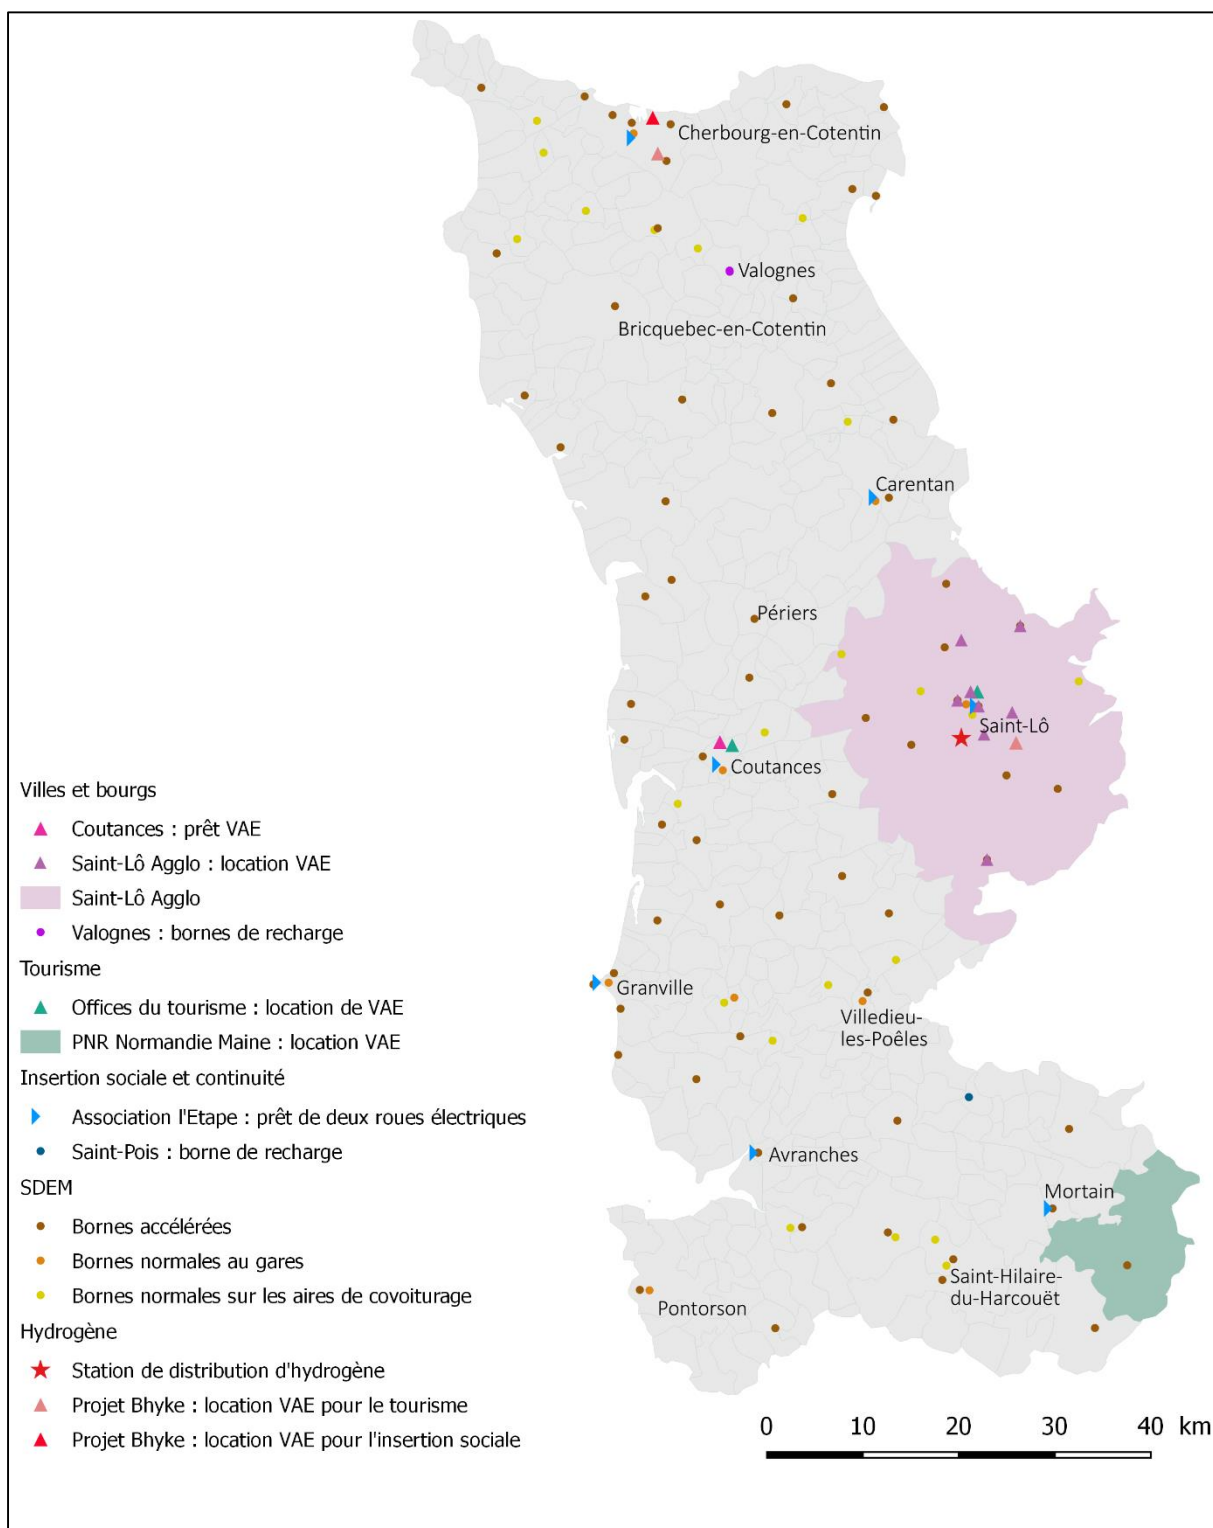 Cherbourg-en-Cotentin
Valognes
Bricquebec-en-Cotentin
Carentan
Périers
Saint-Lô
Coutances
Granville
Villedieu-
les-Poêles
Avranches
Mortain
Saint-Hilaire-
du-Harcouët
Pontorson
Villes et bourgs
Coutances : prêt VAE
Saint-Lô Agglo : location VAE
Saint-Lô Agglo
Valognes : bornes de recharge
Tourisme
Offices du tourisme : location de VAE
PNR Normandie Maine : location VAE
Insertion sociale et continuité
Association l'Etape : prêt de deux roues électriques
Saint-Pois : borne de recharge
SDEM
Bornes accélérées
Bornes normales au gares
Bornes normales sur les aires de covoiturage
Hydrogène
Station de distribution d'hydrogène
Projet Bhyke : location VAE pour le tourisme
Projet Bhyke : location VAE pour l'insertion sociale
0 10 20 30 40 km